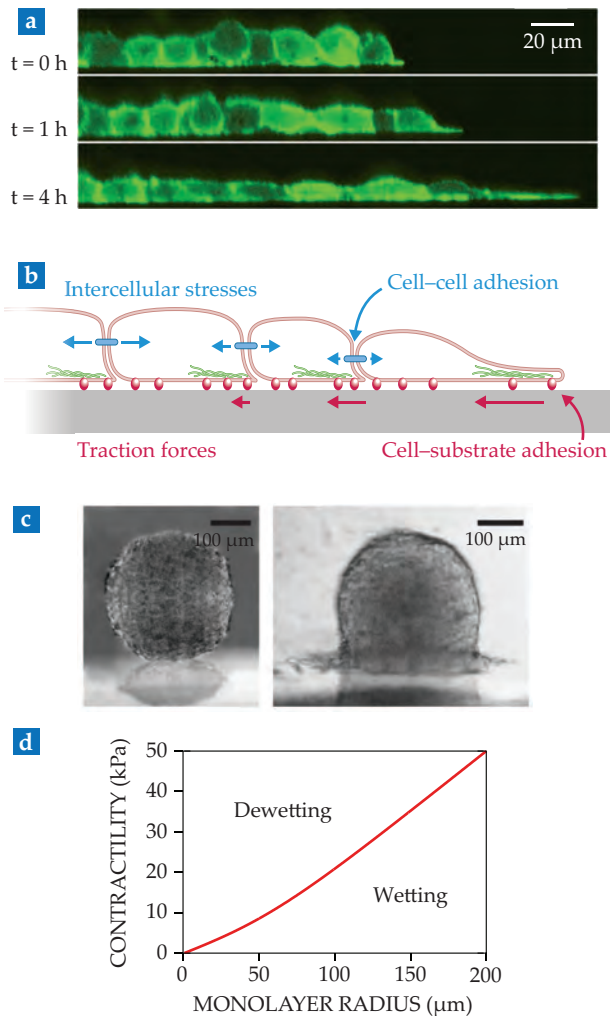 a
20 µm
t = 0 h
t = 1 h
t = 4 h
b
Intercellular stresses
Cell–cell adhesion
Traction forces
Cell–substrate adhesion
c
100 µm
100 µm
d
CONTRACTILITY (kPa)
50
40
30
20
10
0
Dewetting
Wetting
0
50
100
150
200
MONOLAYER RADIUS (µm)